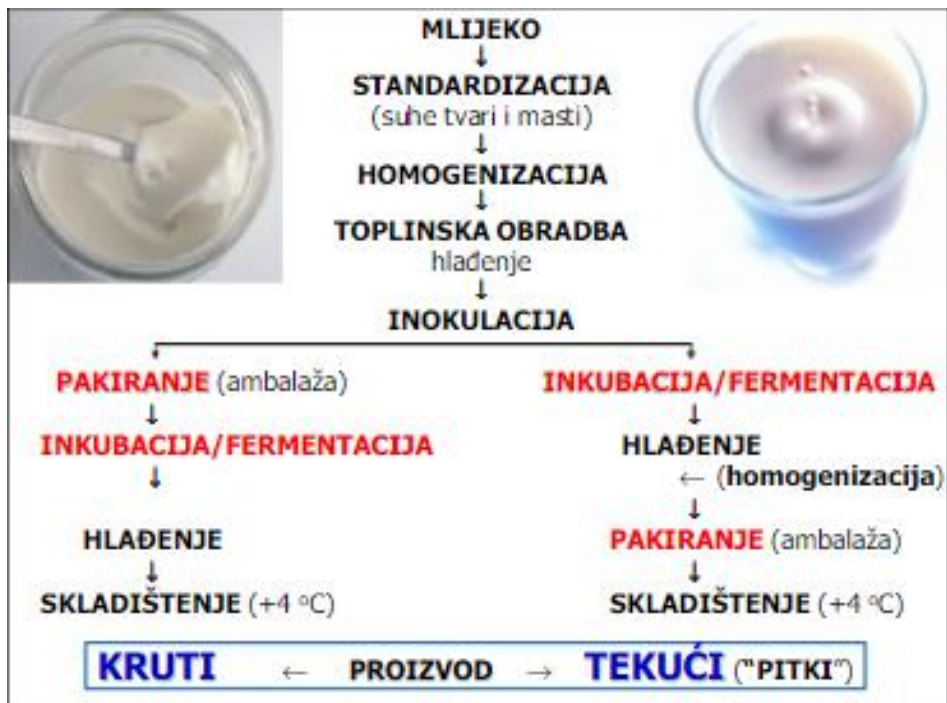 MLIJEKO
↓
STANDARDIZACIJA
(suhe tvari i masti)
↓
HOMOGENIZACIJA
↓
TOPLINSKA OBRADBA
hlađenje
↓
INOKULACIJA
PAKIRANJE (ambalaža)
↓
INKUBACIJA/FERMENTACIJA
↓
HLAĐENJE
↓
SKLADIŠTENJE (+4 °C)
INKUBACIJA/FERMENTACIJA
↓
HLAĐENJE
← (homogenizacija)
↓
PAKIRANJE (ambalaža)
↓
SKLADIŠTENJE (+4 °C)
KRUTI ← PROIZVOD → TEKUĆI ("PITKI")